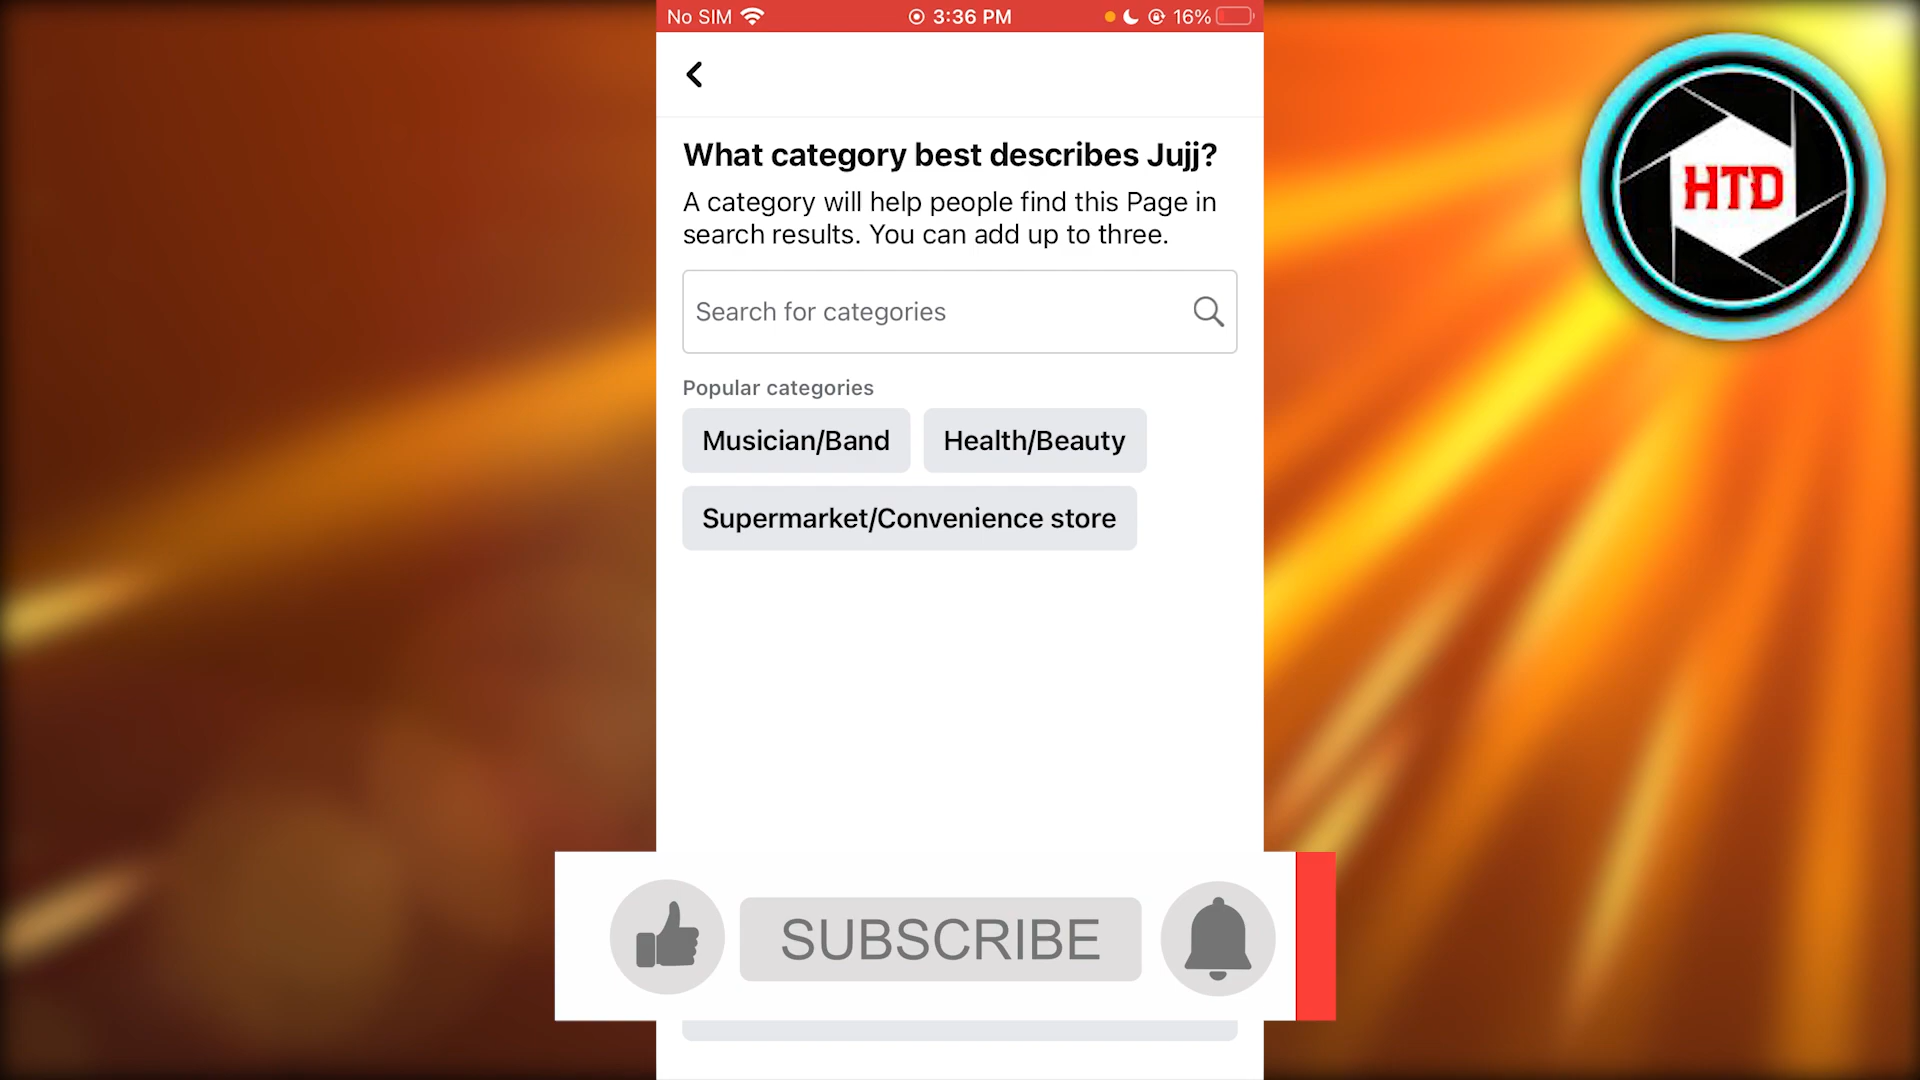 No SIM 3:36 PM 16%
What category best describes Jujj?
A category will help people find this Page in
search results. You can add up to three.
Search for categories
Popular categories
Musician/Band Health/Beauty
Supermarket/Convenience store
SUBSCRIBE
HTD